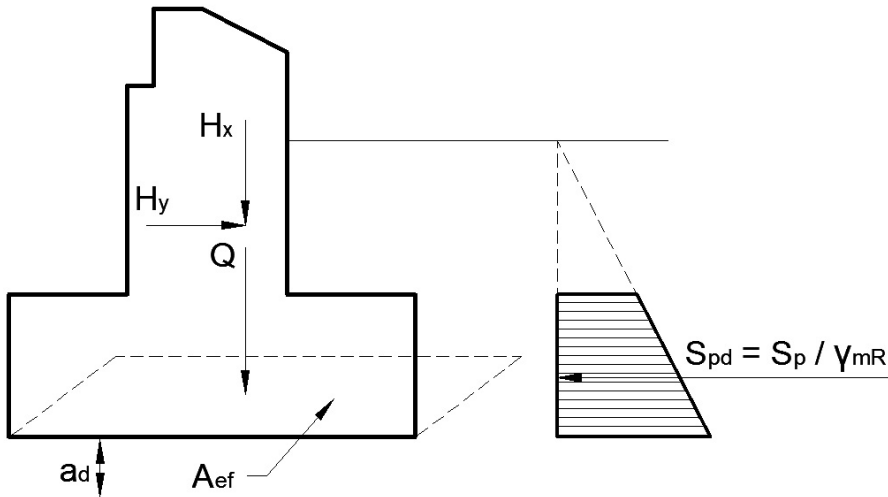 Hx
Hy
Q
Spd = Sp / γmR
ad
Aef